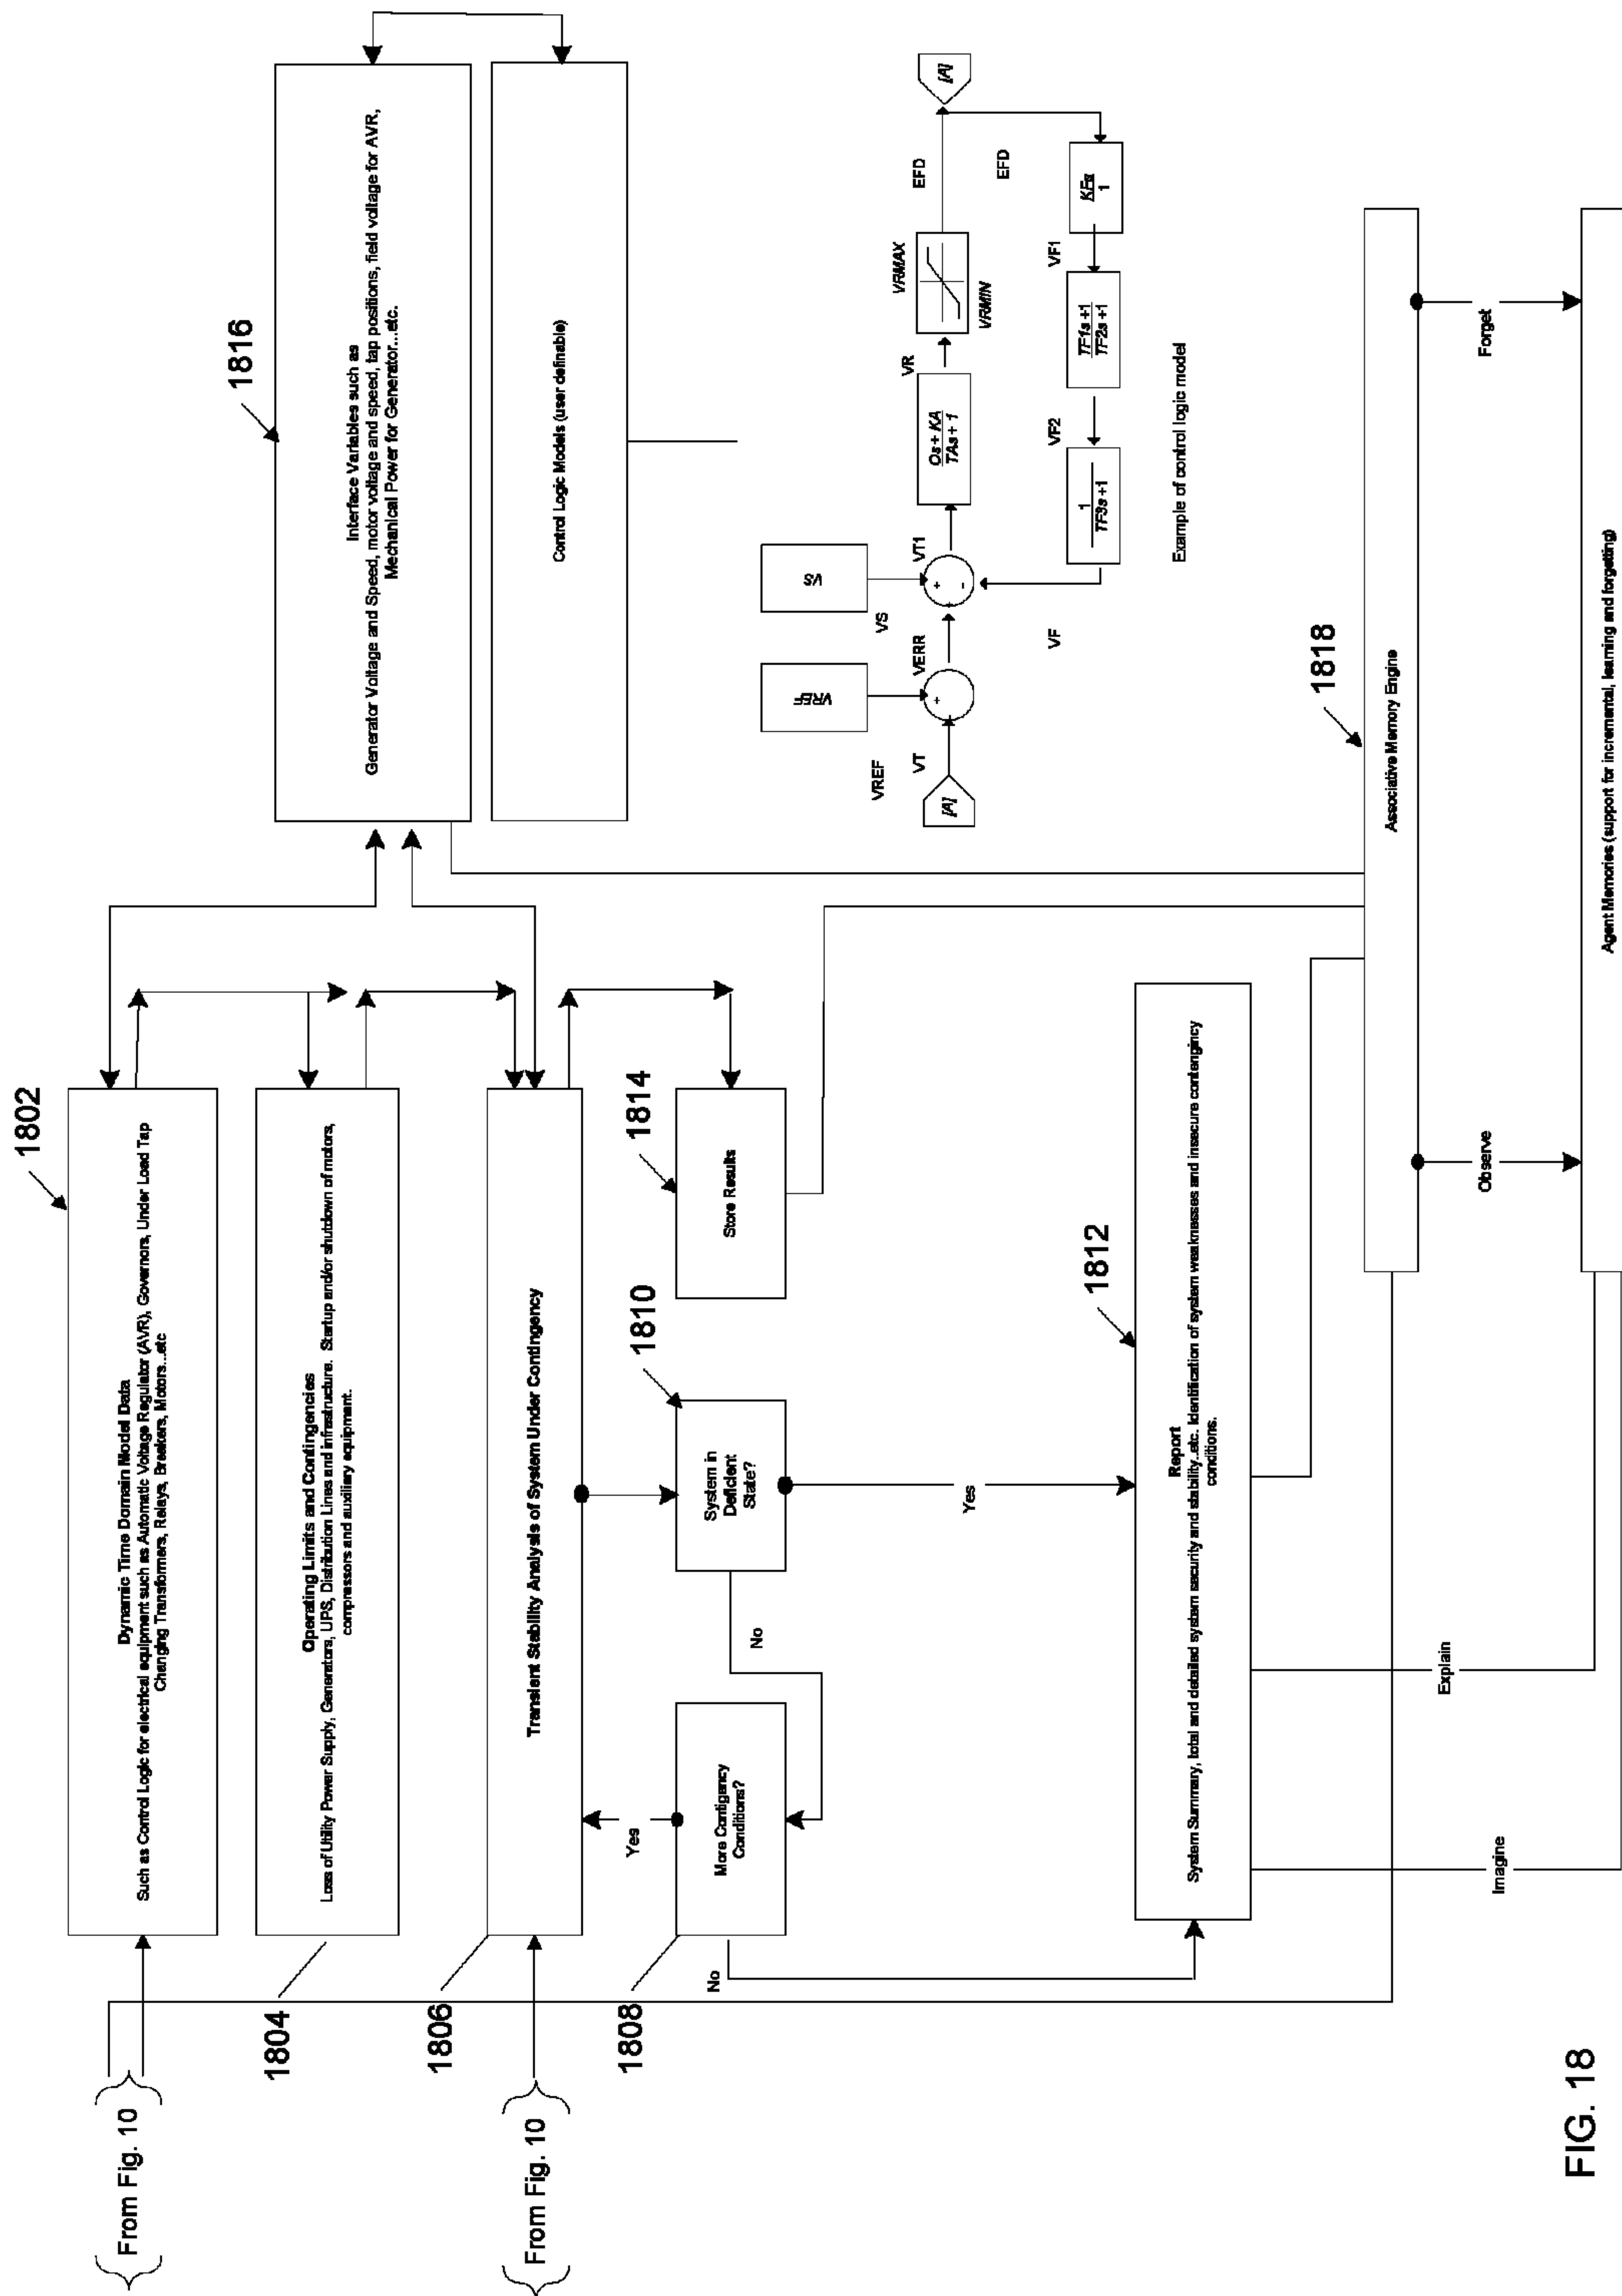 From Fig. 10
From Fig. 10
1802
Dynamic Time Domain Model Data
Such as Control Logic for electrical equipment such as Automatic Voltage Regulator (AVR), Governors, Under Load Tap
Changing Transformers, Relays, Breakers, Motors...etc
1804
Operating Limits and Contingencies
Loss of Utility Power Supply, Generators, UPS, Distribution Lines and infrastructure. Startup and/or shutdown of motors,
compressors and auxiliary equipment.
1806
Transient Stability Analysis of System Under Contingency
1808
More Contigency
Conditions?
Yes
No
No
1810
System in
Deficient
State?
Yes
1814
Store Results
1812
Report
System Summary, total and detailed system security and stability..etc. Identification of system weaknesses and insecure contengincy
conditions.
1816
Interface Variables such as
Generator Voltage and Speed, motor voltage and speed, tap positions, field voltage for AVR,
Mechanical Power for Generator...etc.
Control Logic Models (user definable)
[A]
VT
VREF
VREF
+
+
VERR
VS
VS
+
+
-
VT1
Os + KA
TAs + 1
VR
VRMAX
VRMIN
EFD
[A]
EFD
KFs
1
VF1
TF1s +1
TF2s +1
VF2
1
TF3s +1
VF
Example of control logic model
1818
Associative Memory Engine
Observe
Forget
Imagine
Explain
Agent Memories (support for incremental, learning and forgetting)
FIG. 18